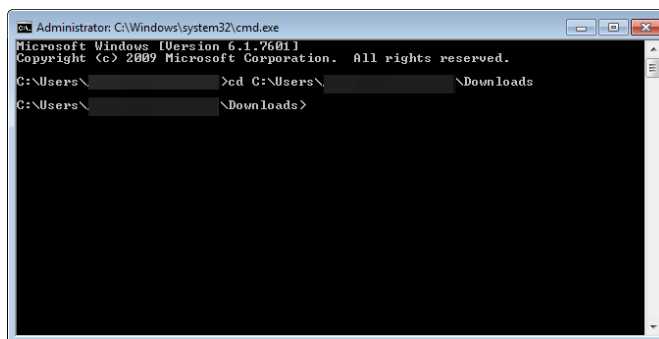 Administrator: C:\Windows\system32\cmd.exe
Microsoft Windows [Version 6.1.7601]
Copyright (c) 2009 Microsoft Corporation.  All rights reserved.
C:\Users\ >cd C:\Users\ \Downloads
C:\Users\ \Downloads>